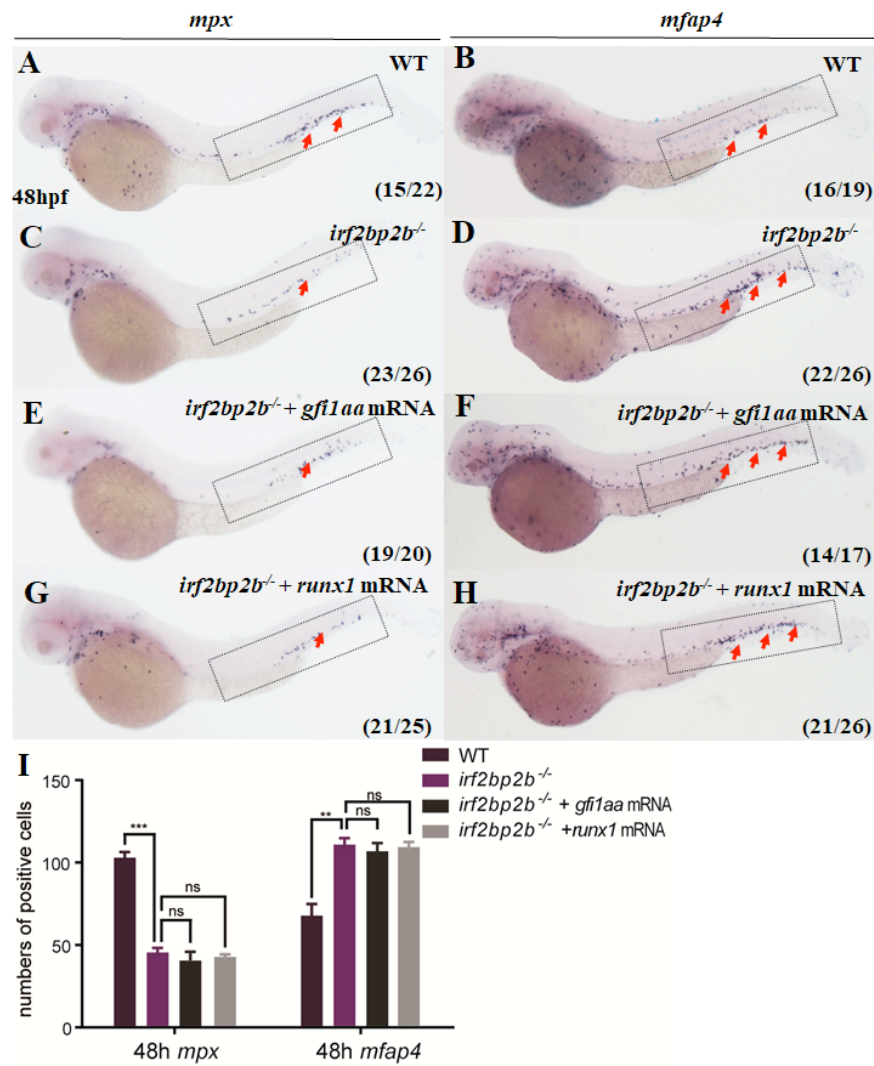 mpx
mfap4
A
WT
48hpf
(15/22)
B
WT
(16/19)
C
irf2bp2b-/-
(23/26)
D
irf2bp2b-/-
(22/26)
E
irf2bp2b-/- + gfi1aa mRNA
(19/20)
F
irf2bp2b-/- + gfi1aa mRNA
(14/17)
G
irf2bp2b-/- + runx1 mRNA
(21/25)
H
irf2bp2b-/- + runx1 mRNA
(21/26)
I
WT
irf2bp2b-/-
irf2bp2b-/- + gfi1aa mRNA
irf2bp2b-/- +runx1 mRNA
numbers of positive cells
150
100
50
0
***
ns
ns
**
ns
ns
48h mpx
48h mfap4